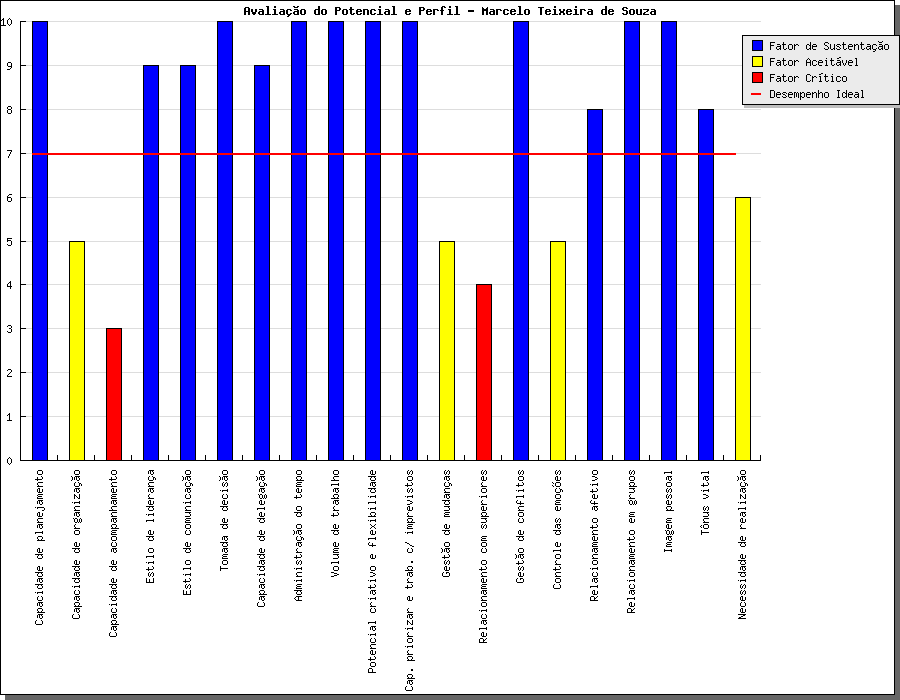 Avaliação do Potencial e Perfil - Marcelo Teixeira de Souza
Fator de Sustentação
Fator Aceitável
Fator Crítico
Desempenho Ideal
10
9
8
7
6
5
4
3
2
1
0
Capacidade de planejamento
Capacidade de organização
Capacidade de acompanhamento
Estilo de liderança
Estilo de comunicação
Tomada de decisão
Capacidade de delegação
Administração do tempo
Volume de trabalho
Potencial criativo e flexibilidade
Cap. priorizar e trab. c/ imprevistos
Gestão de mudanças
Relacionamento com superiores
Gestão de conflitos
Controle das emoções
Relacionamento afetivo
Relacionamento em grupos
Imagem pessoal
Tônus vital
Necessidade de realização